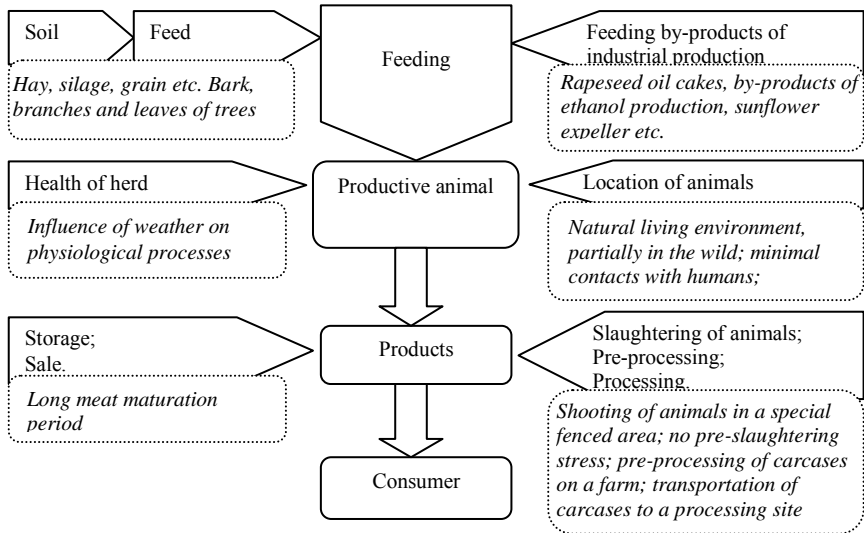 Soil
Feed
Feeding
Feeding by-products of
industrial production
Hay, silage, grain etc. Bark,
branches and leaves of trees
Rapeseed oil cakes, by-products of
ethanol production, sunflower
expeller etc.
Health of herd
Productive animal
Location of animals
Influence of weather on
physiological processes
Natural living environment,
partially in the wild; minimal
contacts with humans;
Storage;
Sale.
Products
Slaughtering of animals;
Pre-processing;
Processing.
Long meat maturation
period
Shooting of animals in a special
fenced area; no pre-slaughtering
stress; pre-processing of carcases
on a farm; transportation of
carcases to a processing site
Consumer